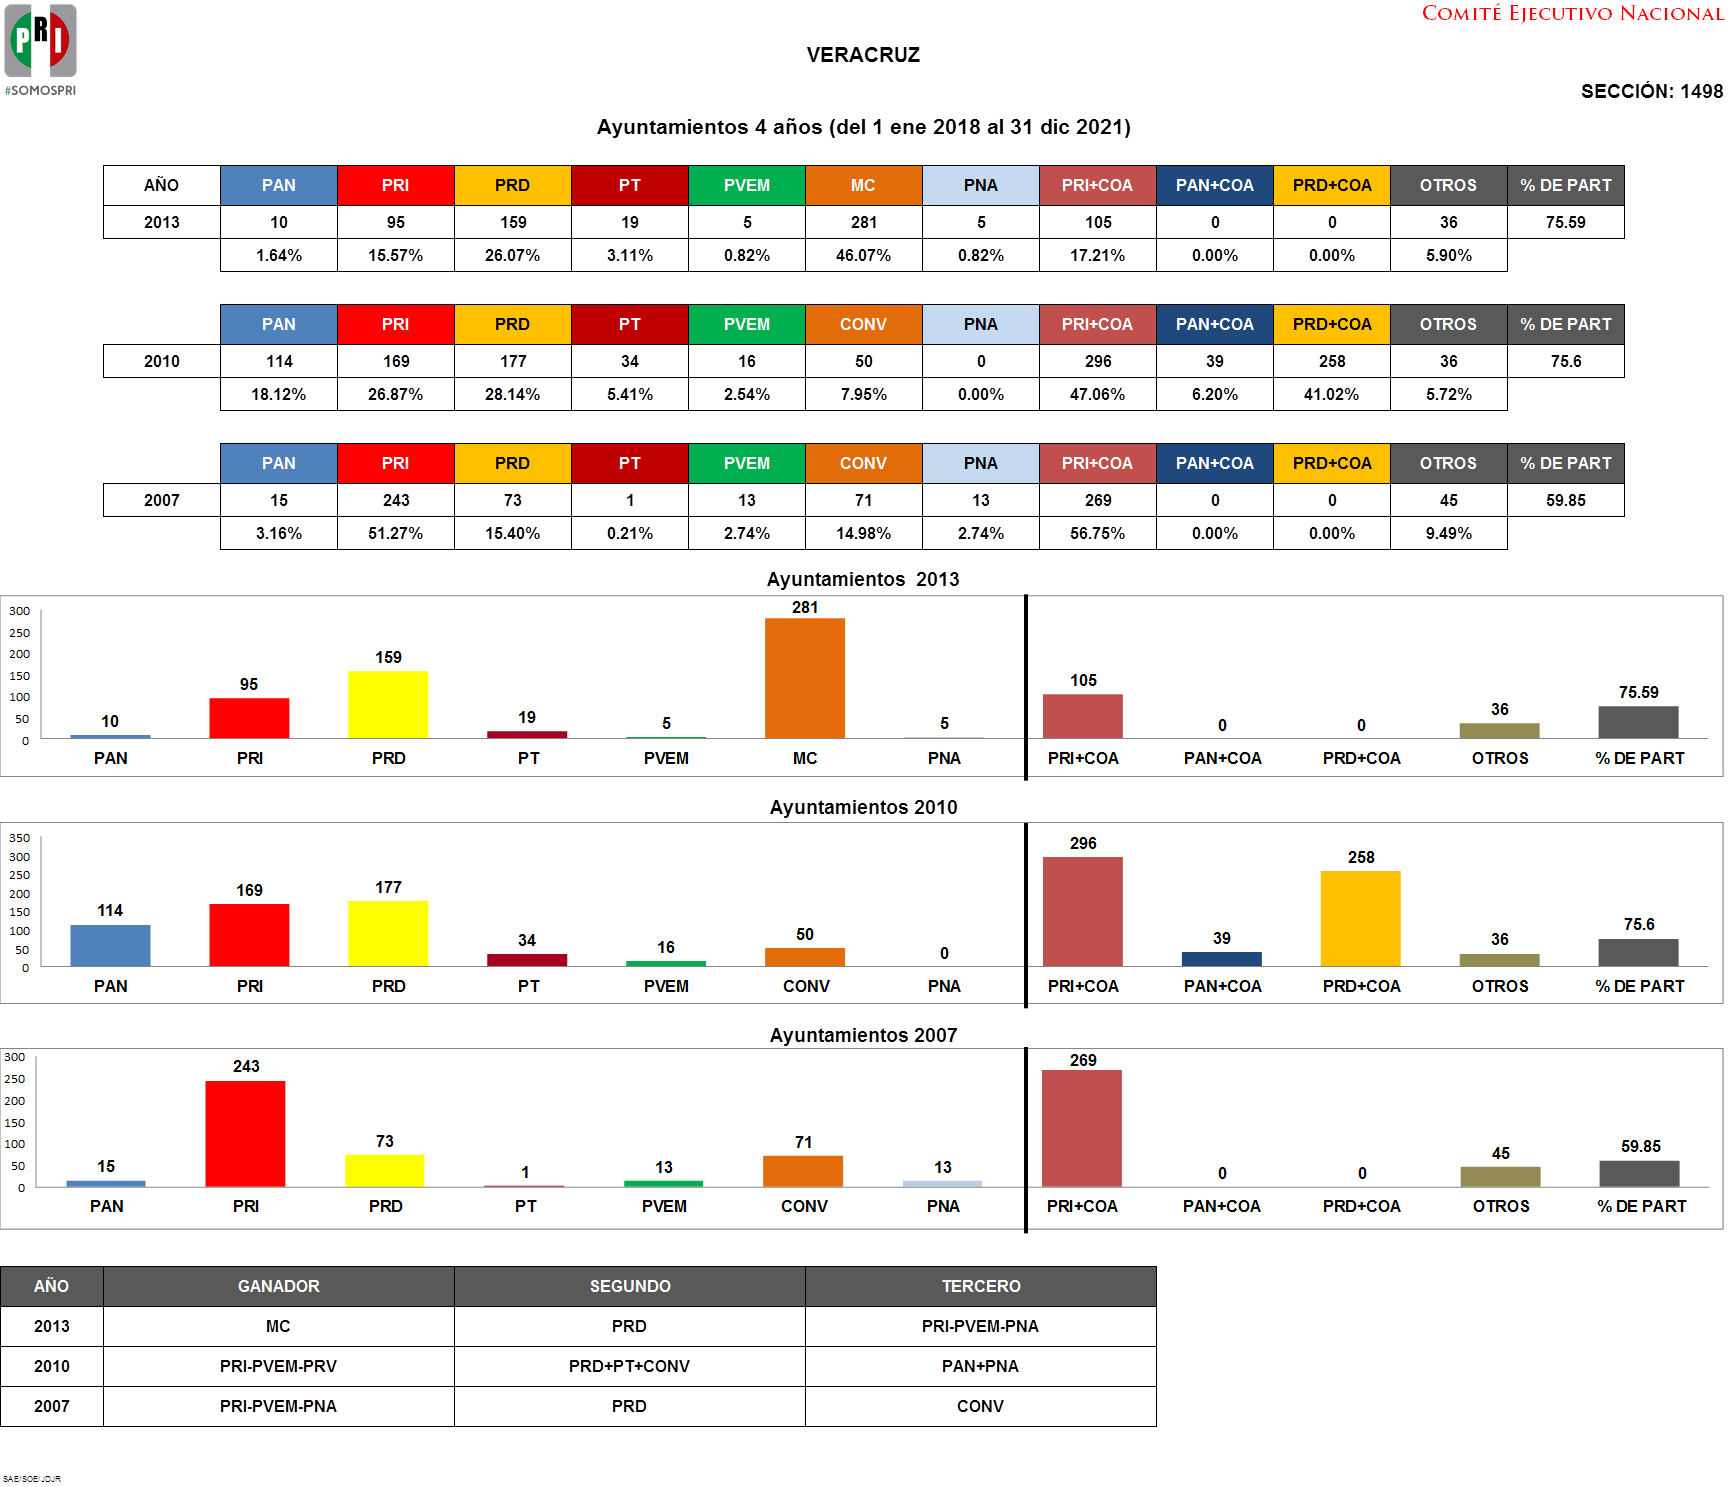 COMITÉ EJECUTIVO NACIONAL
PRI
#SOMOSPRI
VERACRUZ
SECCIÓN: 1498
Ayuntamientos 4 años (del 1 ene 2018 al 31 dic 2021)
AÑO PAN PRI PRD PT PVEM MC PNA PRI+COA PAN+COA PRD+COA OTROS % DE PART
2013 10 95 159 19 5 281 5 105 0 0 36 75.59
1.64% 15.57% 26.07% 3.11% 0.82% 46.07% 0.82% 17.21% 0.00% 0.00% 5.90%
PAN PRI PRD PT PVEM CONV PNA PRI+COA PAN+COA PRD+COA OTROS % DE PART
2010 114 169 177 34 16 50 0 296 39 258 36 75.6
18.12% 26.87% 28.14% 5.41% 2.54% 7.95% 0.00% 47.06% 6.20% 41.02% 5.72%
PAN PRI PRD PT PVEM CONV PNA PRI+COA PAN+COA PRD+COA OTROS % DE PART
2007 15 243 73 1 13 71 13 269 0 0 45 59.85
3.16% 51.27% 15.40% 0.21% 2.74% 14.98% 2.74% 56.75% 0.00% 0.00% 9.49%
Ayuntamientos 2013
300
250
200
150
100
50
0
10 95 159 19 5 281 5 105 0 0 36 75.59
PAN PRI PRD PT PVEM MC PNA PRI+COA PAN+COA PRD+COA OTROS % DE PART
Ayuntamientos 2010
350
300
250
200
150
100
50
0
114 169 177 34 16 50 0 296 39 258 36 75.6
PAN PRI PRD PT PVEM CONV PNA PRI+COA PAN+COA PRD+COA OTROS % DE PART
Ayuntamientos 2007
300
250
200
150
100
50
0
15 243 73 1 13 71 13 269 0 0 45 59.85
PAN PRI PRD PT PVEM CONV PNA PRI+COA PAN+COA PRD+COA OTROS % DE PART
AÑO GANADOR SEGUNDO TERCERO
2013 MC PRD PRI-PVEM-PNA
2010 PRI-PVEM-PRV PRD+PT+CONV PAN+PNA
2007 PRI-PVEM-PNA PRD CONV
SAE/SOE/JDJR